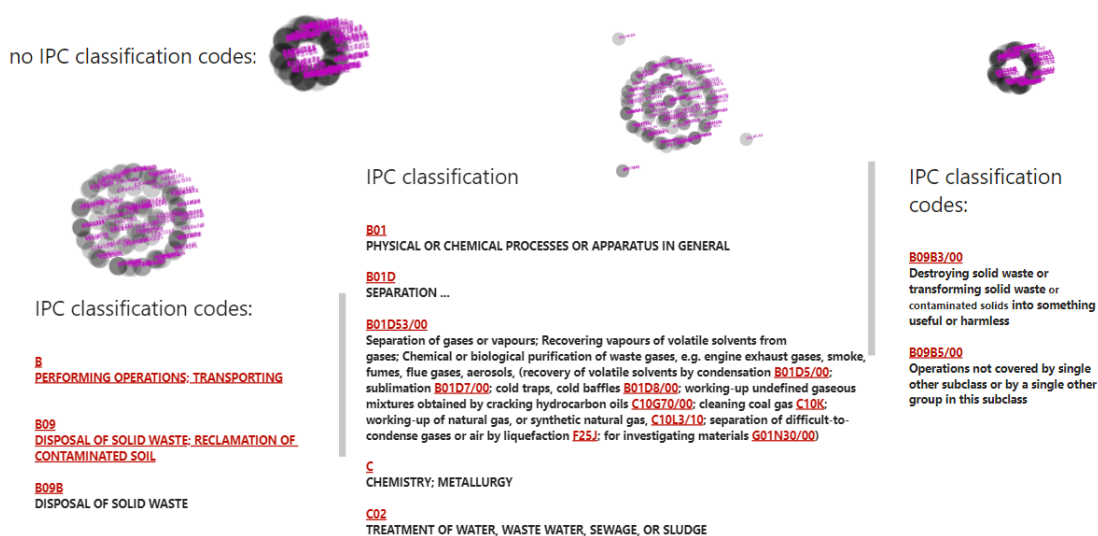 no IPC classification codes:
IPC classification codes:
B
PERFORMING OPERATIONS; TRANSPORTING
B09
DISPOSAL OF SOLID WASTE; RECLAMATION OF
CONTAMINATED SOIL
B09B
DISPOSAL OF SOLID WASTE
IPC classification
B01
PHYSICAL OR CHEMICAL PROCESSES OR APPARATUS IN GENERAL
B01D
SEPARATION ...
B01D53/00
Separation of gases or vapours; Recovering vapours of volatile solvents from
gases; Chemical or biological purification of waste gases, e.g. engine exhaust gases, smoke,
fumes, flue gases, aerosols, (recovery of volatile solvents by condensation B01D5/00;
sublimation B01D7/00; cold traps, cold baffles B01D8/00; working-up undefined gaseous
mixtures obtained by cracking hydrocarbon oils C10G70/00; cleaning coal gas C10K;
working-up of natural gas, or synthetic natural gas, C10L3/10; separation of difficult-to-
condense gases or air by liquefaction F25J; for investigating materials G01N30/00)
C
CHEMISTRY; METALLURGY
C02
TREATMENT OF WATER, WASTE WATER, SEWAGE, OR SLUDGE
IPC classification
codes:
B09B3/00
Destroying solid waste or
transforming solid waste or
contaminated solids into something
useful or harmless
B09B5/00
Operations not covered by single
other subclass or by a single other
group in this subclass